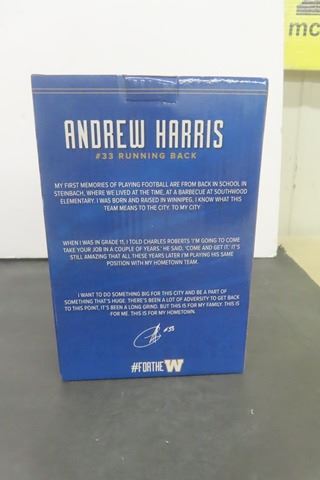 mc
ANDREW HARRIS
#33 RUNNING BACK
MY FIRST MEMORIES OF PLAYING FOOTBALL ARE FROM BACK IN SCHOOL IN
STEINBACH, WHERE WE LIVED AT THE TIME, AT A BARBECUE AT SOUTHWOOD
ELEMENTARY. I WAS BORN AND RAISED IN WINNIPEG, I KNOW WHAT THIS
TEAM MEANS TO THE CITY. TO MY CITY.
WHEN I WAS IN GRADE 11, I TOLD CHARLES ROBERTS 'I'M GOING TO COME
TAKE YOUR JOB IN A COUPLE OF YEARS.' HE SAID, 'COME AND GET IT.' IT'S
STILL AMAZING THAT ALL THESE YEARS LATER I'M PLAYING HIS SAME
POSITION WITH MY HOMETOWN TEAM.
I WANT TO DO SOMETHING BIG FOR THIS CITY AND BE A PART OF
SOMETHING THAT'S HUGE. THERE'S BEEN A LOT OF ADVERSITY TO GET BACK
TO THIS POINT, IT'S BEEN A LONG GRIND. BUT THIS IS FOR MY FAMILY. THIS IS
FOR ME. THIS IS FOR MY HOMETOWN.
#33
#FORTHEW